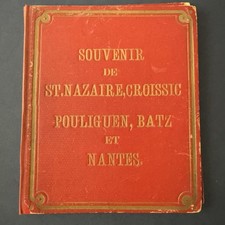 SOUVENIR
DE
ST. NAZAIRE, CROISSIC
POULIGUEN, BATZ
ET
NANTES.